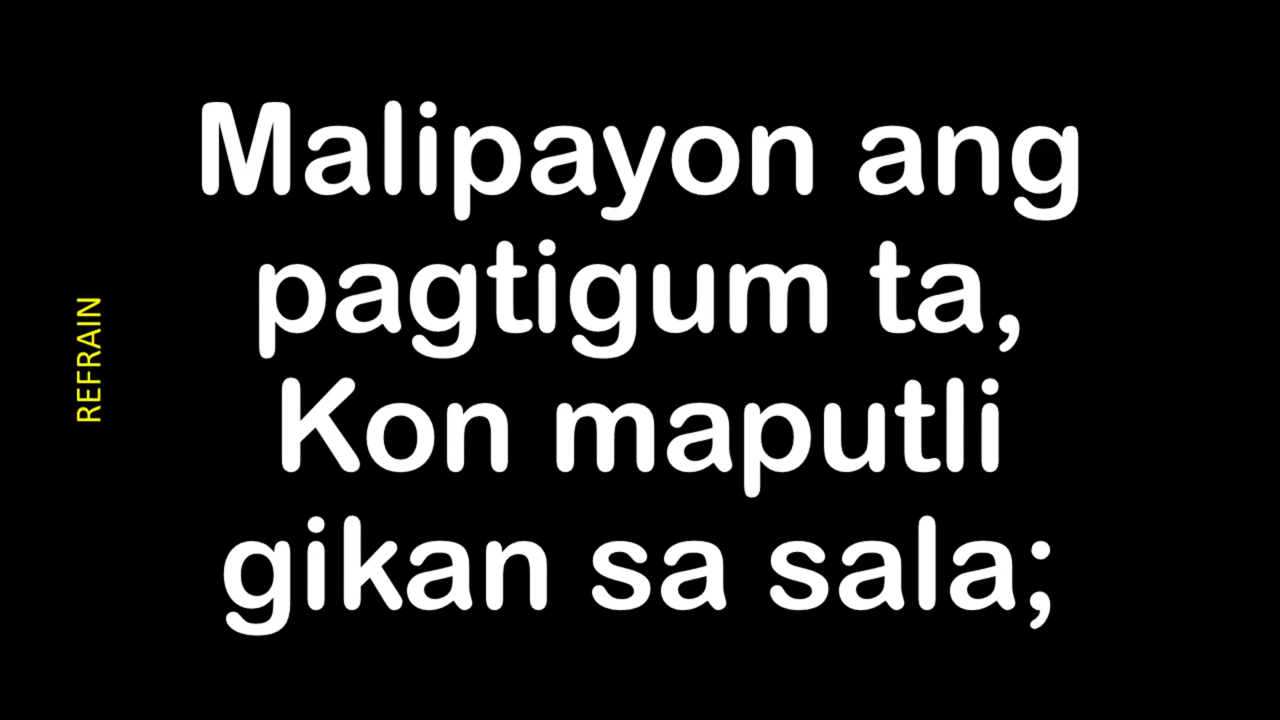 REFRAIN
Malipayon ang
pagtigum ta,
Kon maputli
gikan sa sala;